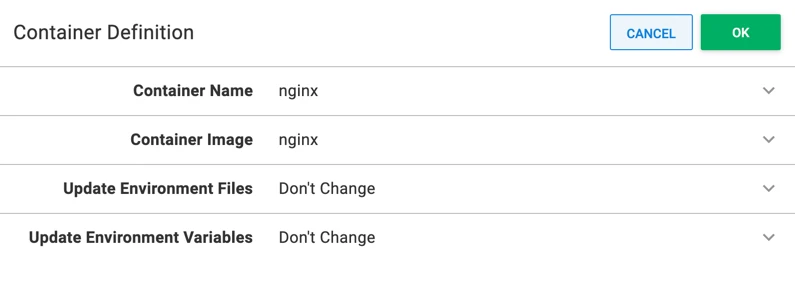 Container Definition CANCEL OK
Container Name nginx
Container Image nginx
Update Environment Files Don't Change
Update Environment Variables Don't Change